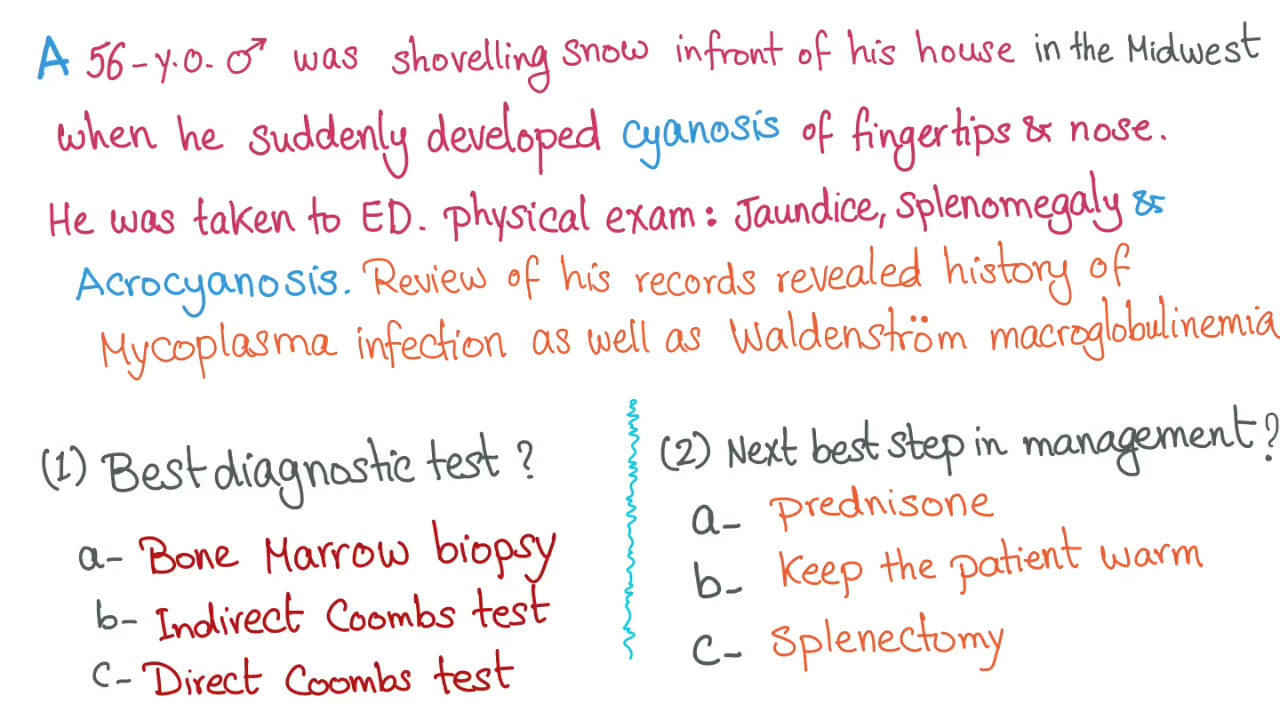 A 56-y.o. ♂ was shovelling snow infront of his house in the Midwest
when he suddenly developed cyanosis of fingertips & nose.
He was taken to ED. physical exam: Jaundice, splenomegaly &
Acrocyanosis. Review of his records revealed history of
Mycoplasma infection as well as Waldenström macroglobulinemia
(1) Best diagnostic test?
a- Bone Marrow biopsy
b- Indirect Coombs test
c- Direct Coombs test
(2) Next best step in management?
a- prednisone
b- Keep the patient warm
c- Splenectomy